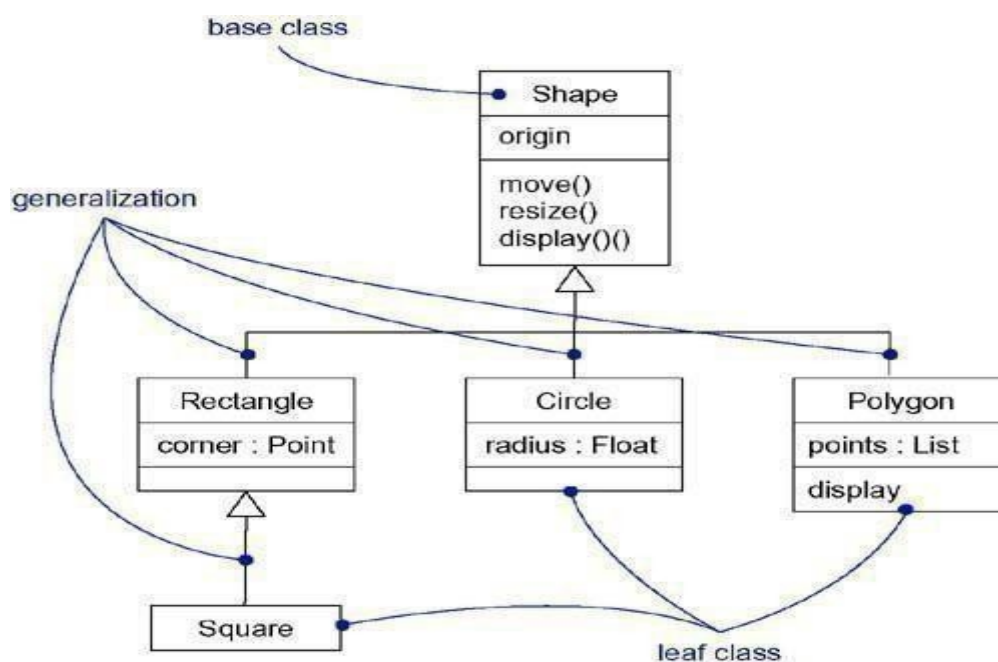 base class
Shape
origin
move()
resize()
display()()
generalization
Rectangle
corner : Point
Circle
radius : Float
Polygon
points : List
display
Square
leaf class